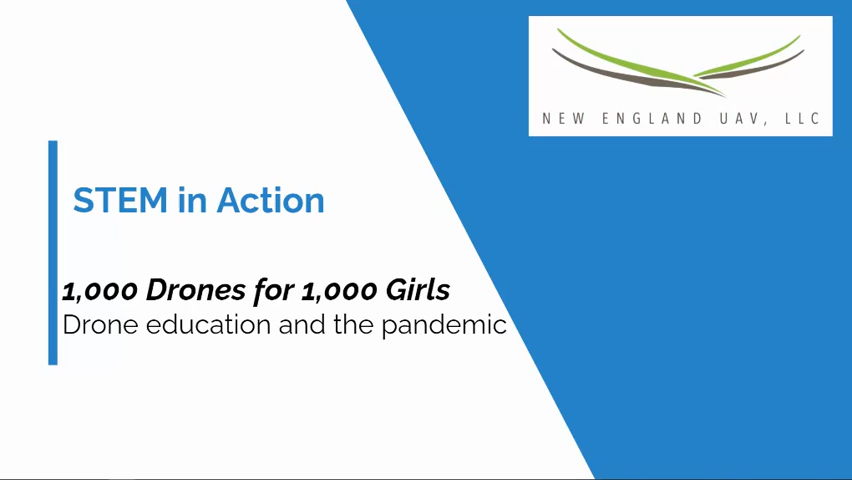 NEW ENGLAND UAV, LLC
STEM in Action
1,000 Drones for 1,000 Girls
Drone education and the pandemic